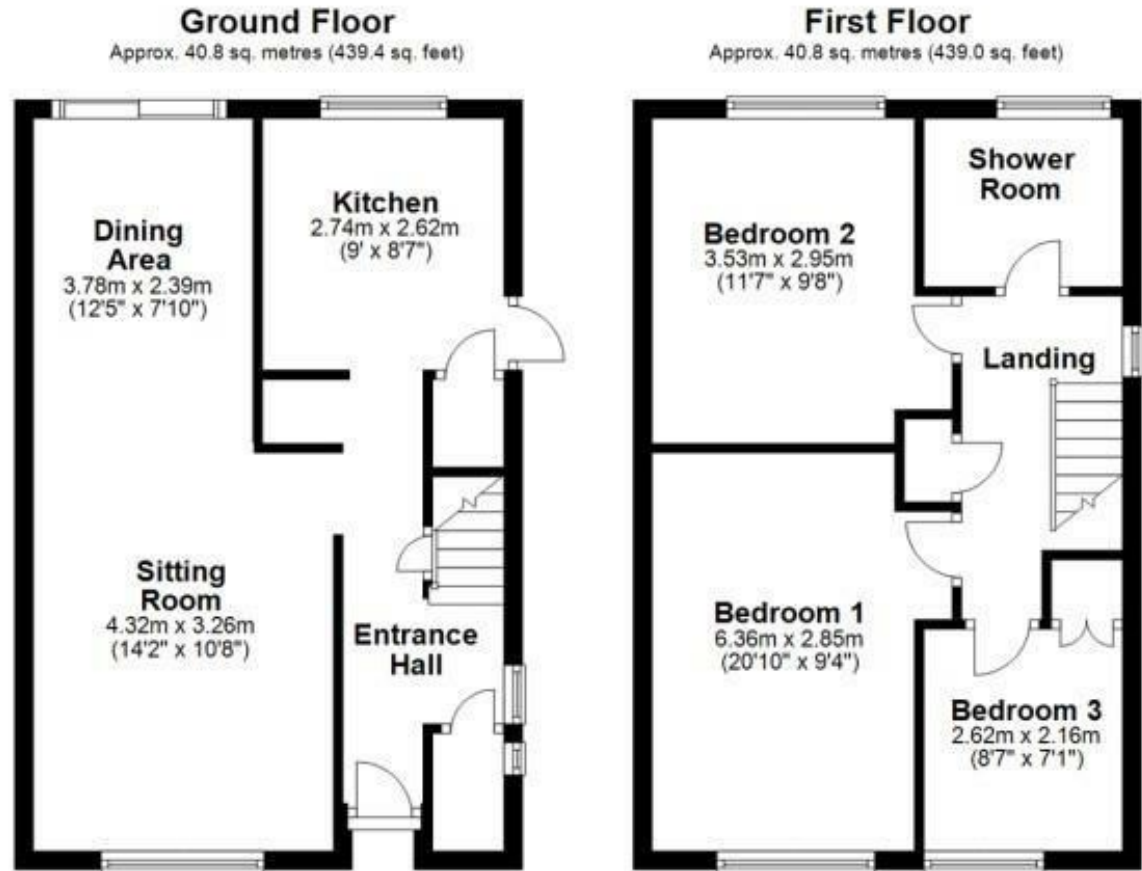 Ground Floor
Approx. 40.8 sq. metres (439.4 sq. feet)
Dining
Area
3.78m x 2.39m
(12'5" x 7'10")
Kitchen
2.74m x 2.62m
(9' x 8'7")
Sitting
Room
4.32m x 3.26m
(14'2" x 10'8")
Entrance
Hall
First Floor
Approx. 40.8 sq. metres (439.0 sq. feet)
Bedroom 2
3.53m x 2.95m
(11'7" x 9'8")
Shower
Room
Landing
Bedroom 1
6.36m x 2.85m
(20'10" x 9'4")
Bedroom 3
2.62m x 2.16m
(8'7" x 7'1")